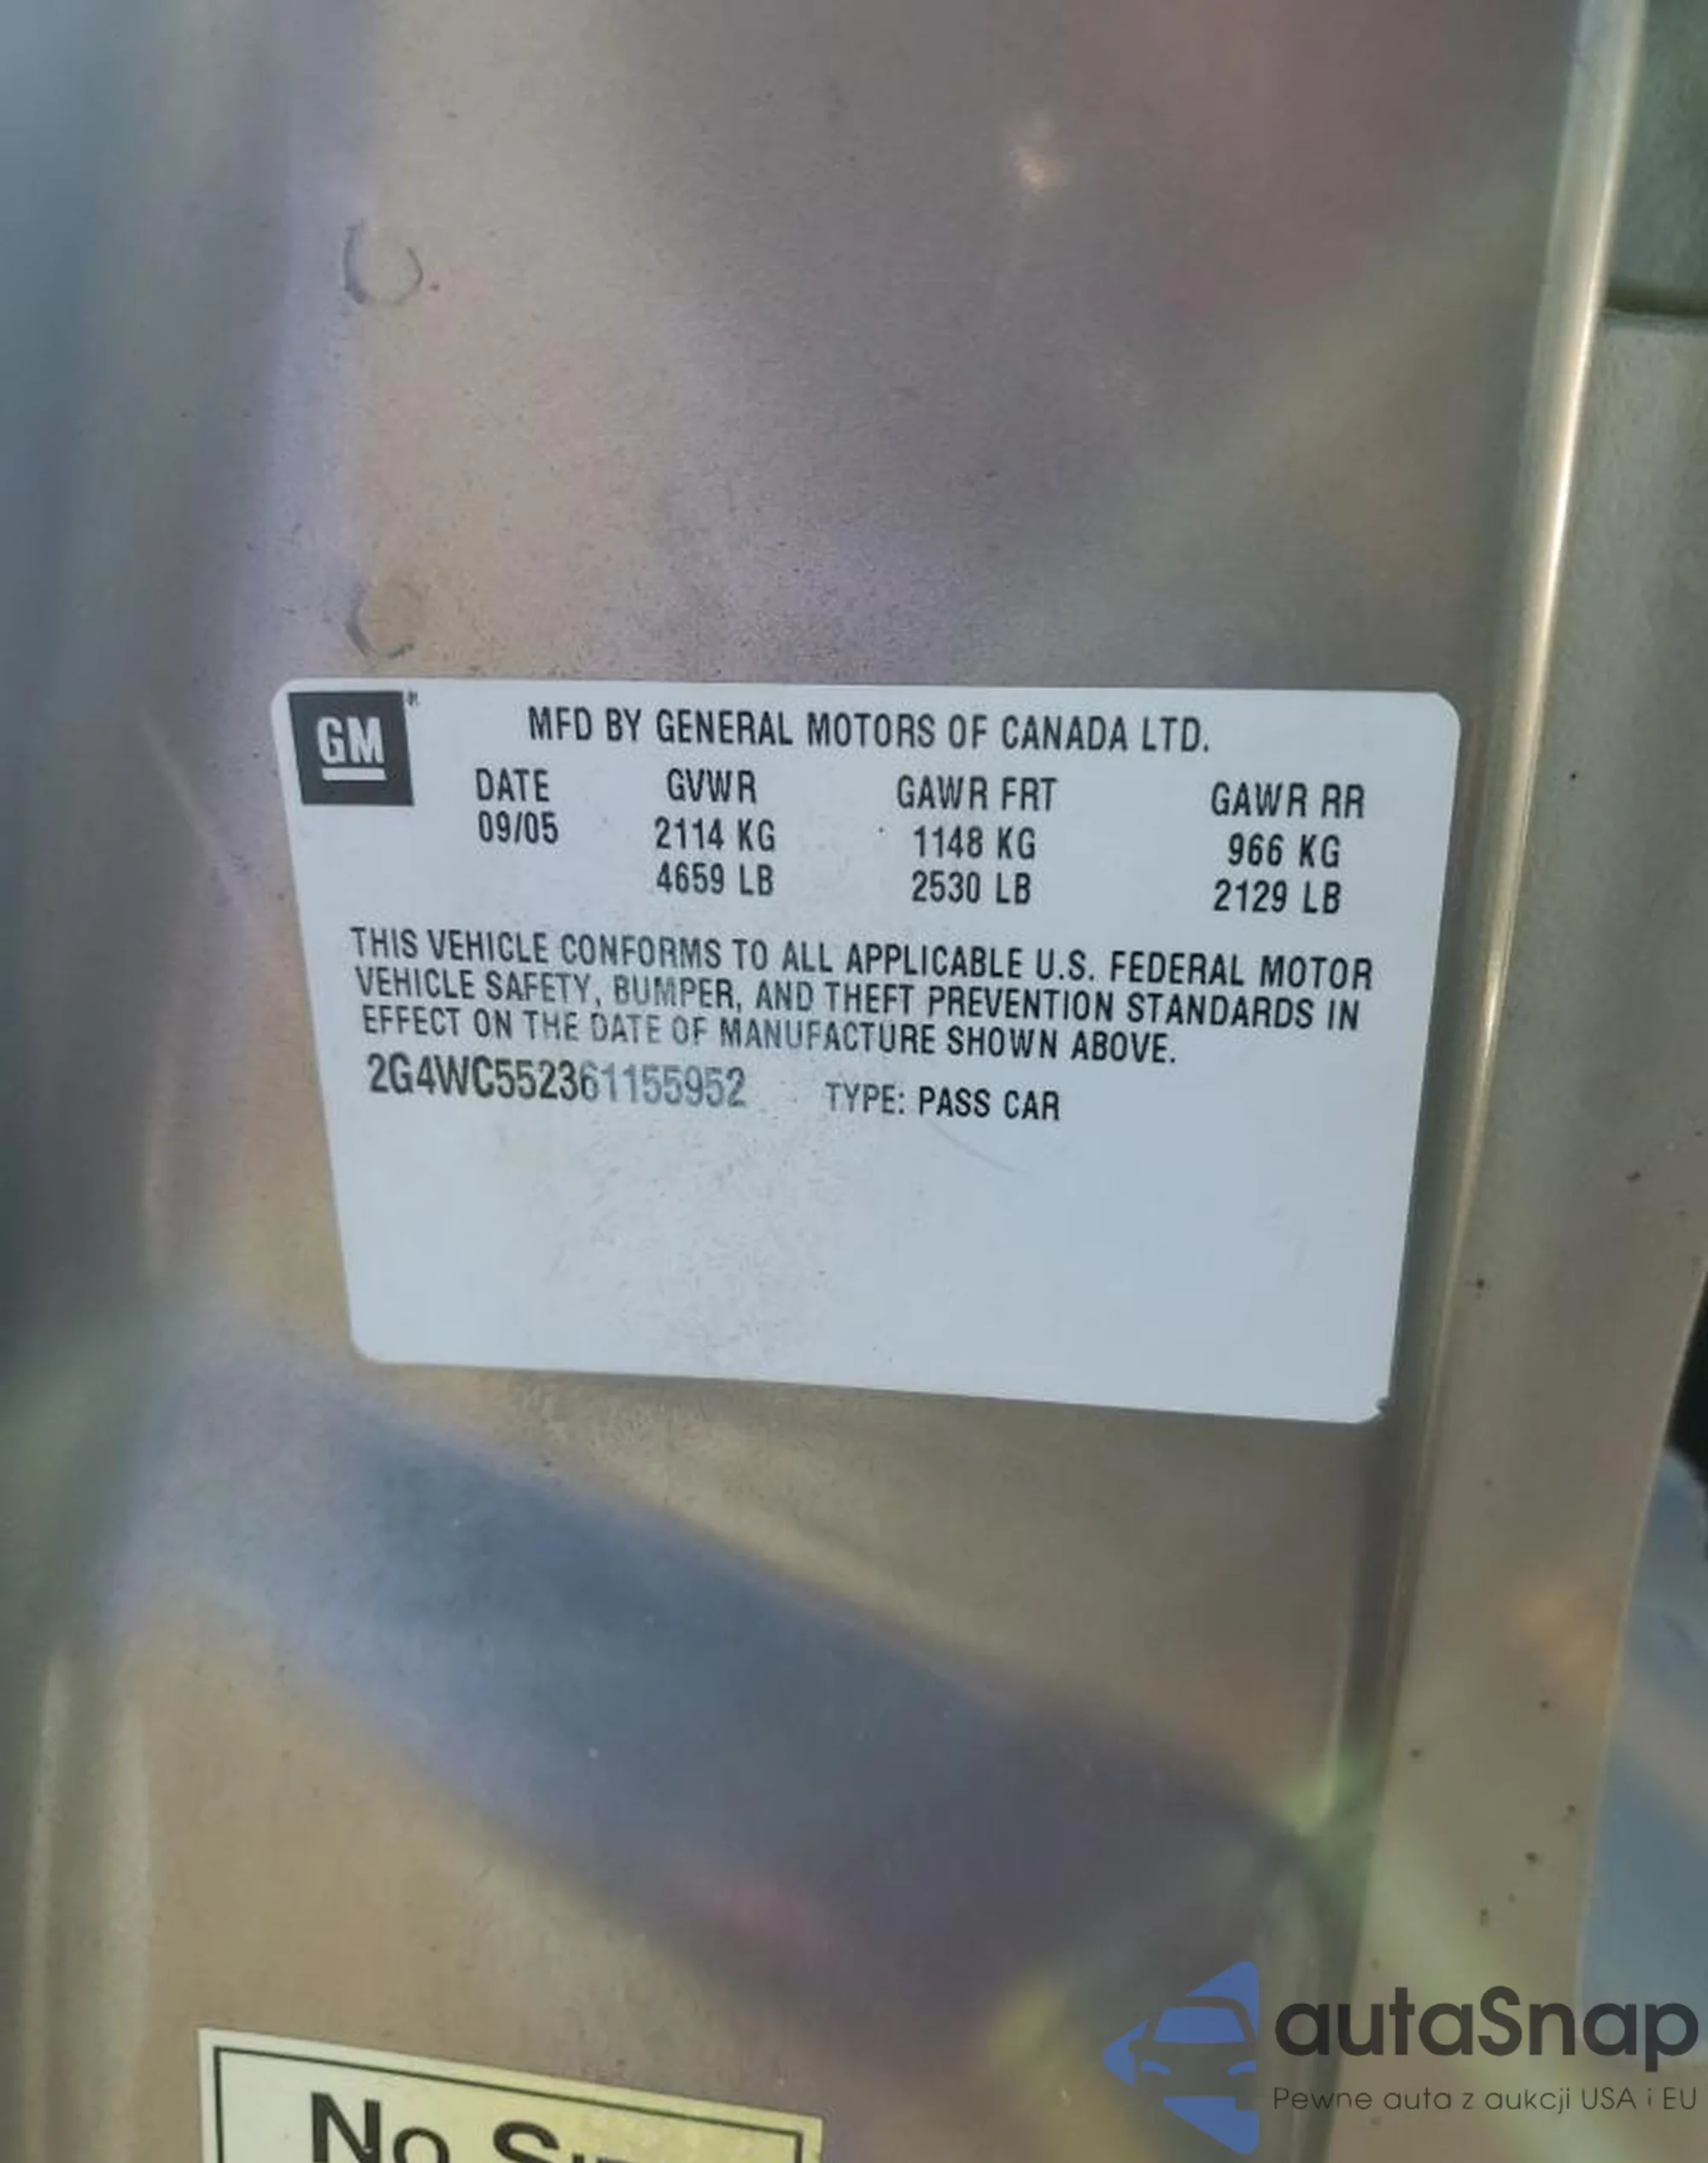 GM
MFD BY GENERAL MOTORS OF CANADA LTD.
DATE GVWR GAWR FRT GAWR RR
09/05 2114 KG 1148 KG 966 KG
4659 LB 2530 LB 2129 LB
THIS VEHICLE CONFORMS TO ALL APPLICABLE U.S. FEDERAL MOTOR
VEHICLE SAFETY, BUMPER, AND THEFT PREVENTION STANDARDS IN
EFFECT ON THE DATE OF MANUFACTURE SHOWN ABOVE.
2G4WC552361155952 TYPE: PASS CAR
No
autaSnap
Pewne auta z aukcji USA i EU